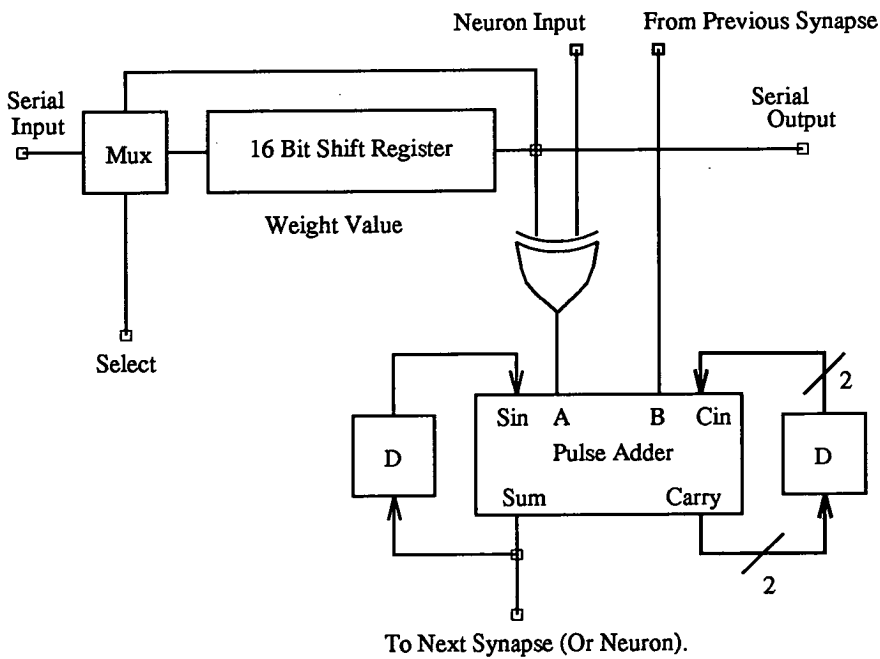 Neuron Input
From Previous Synapse
Serial
Input
Serial
Output
Mux
16 Bit Shift Register
Weight Value
Select
2
Sin
A
B
Cin
D
Pulse Adder
D
Sum
Carry
2
To Next Synapse (Or Neuron).